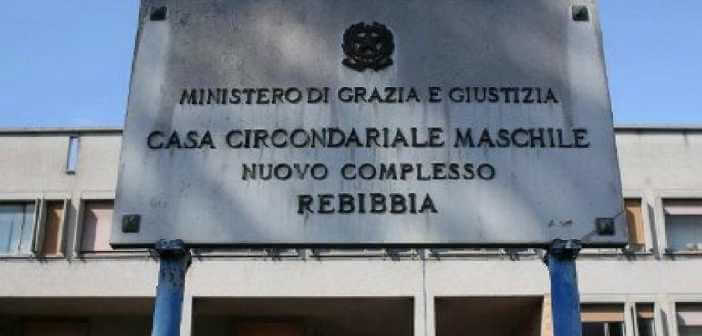 MINISTERO DI GRAZIA E GIUSTIZIA
CASA CIRCONDARIALE MASCHILE
NUOVO COMPLESSO
REBIBBIA